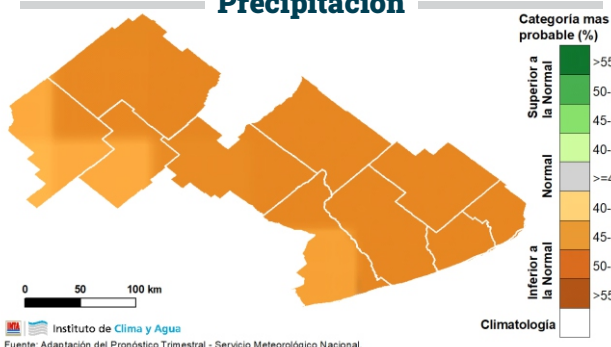 Precipitación
Categoría mas
probable (%)
Superior a
la Normal
Normal
Inferior a
la Normal
>55
50-
45-
40-
>=4
40-
45-
50-
>55
Climatología
0 50 100 km
INTA Instituto de Clima y Agua
Fuente: Adaptación del Pronóstico Trimestral - Servicio Meteorológico Nacional